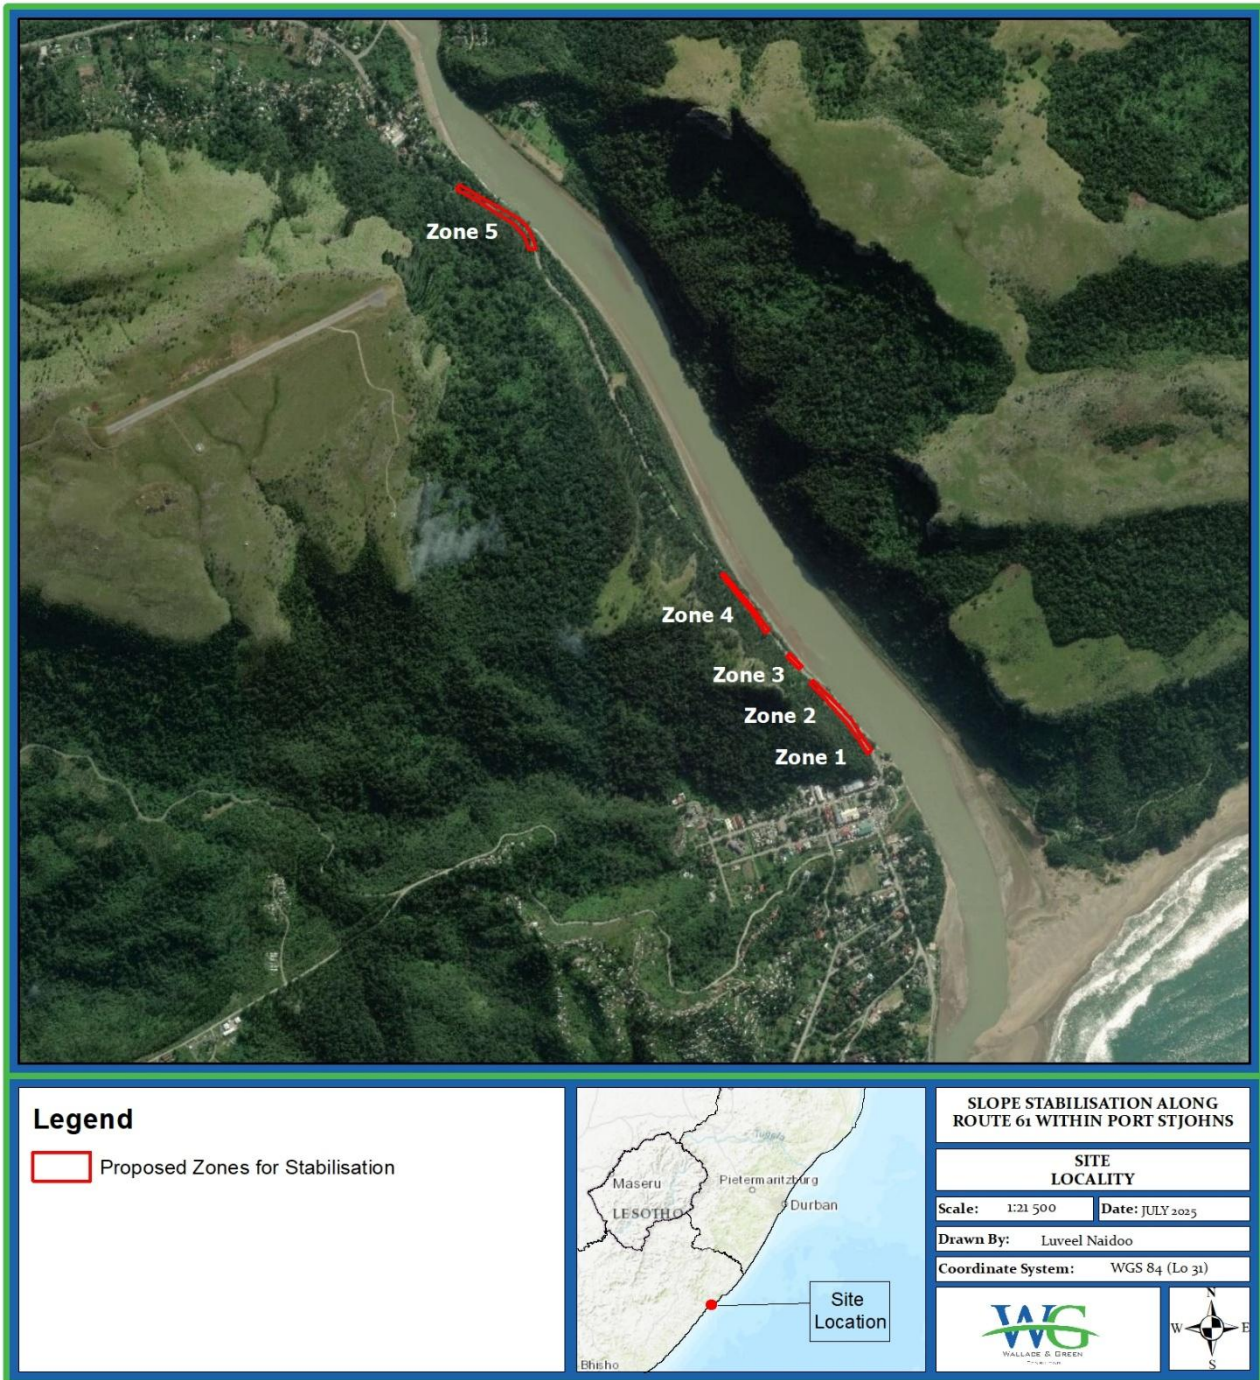 Zone 5
Zone 4
Zone 3
Zone 2
Zone 1
Legend
Proposed Zones for Stabilisation
Maseru
LESOTHO
Pietermaritzburg
Durban
Bhisho
Site
Location
SLOPE STABILISATION ALONG
ROUTE 61 WITHIN PORT STJOHNS
SITE
LOCALITY
Scale: 1:21 500
Date: JULY 2025
Drawn By: Luveel Naidoo
Coordinate System: WGS 84 (Lo 31)
WG
WALLACE & GREEN
N
W E
S